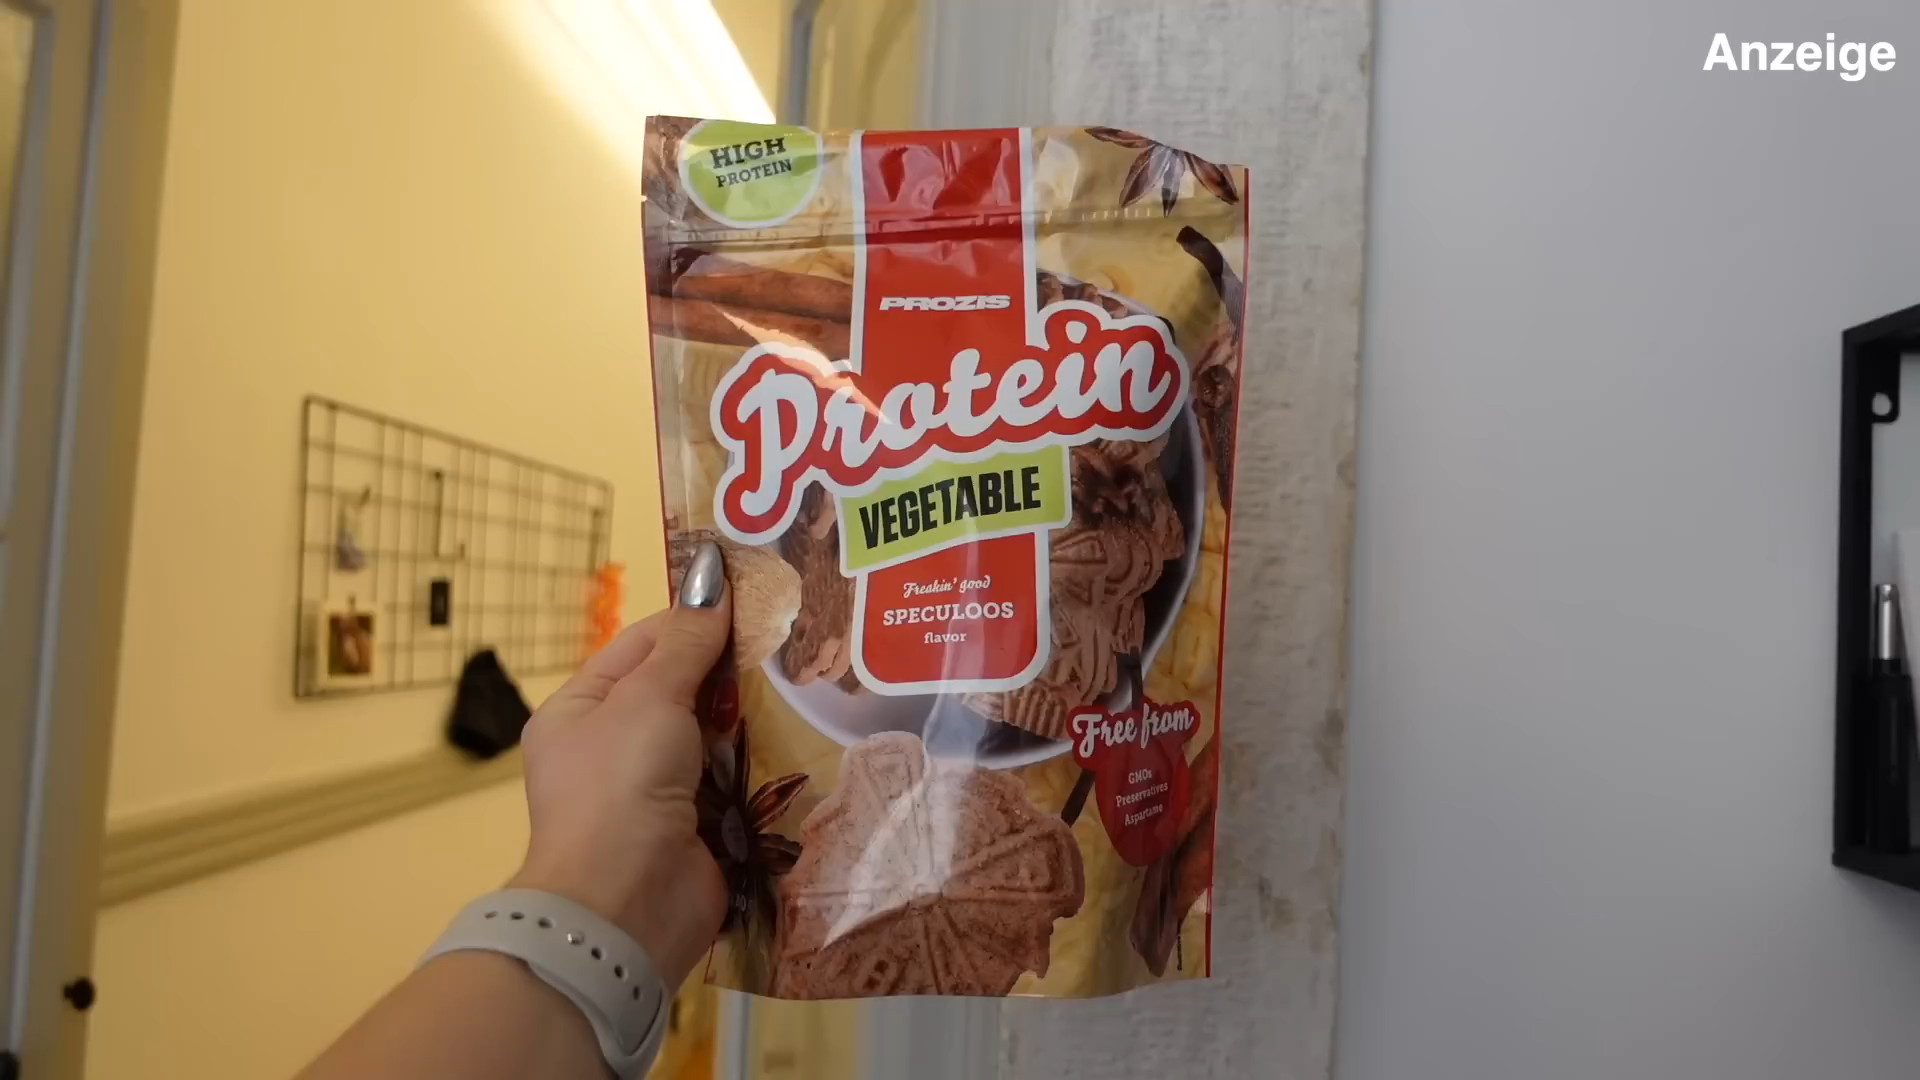 Anzeige
HIGH
PROTEIN
PROZIS
Protein
VEGETABLE
Freakin' good
SPECULOOS
flavor
Free from
GMOs
Preservatives
Aspartame